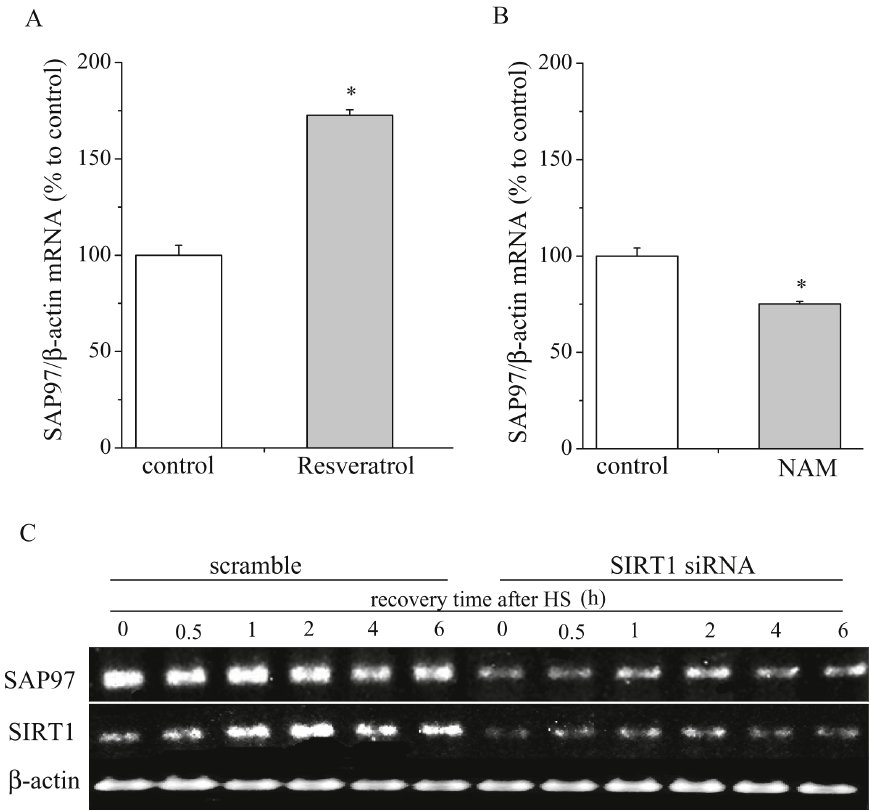 A
SAP97/β-actin mRNA (% to control)
200
150
100
50
0
*
control
Resveratrol
B
SAP97/β-actin mRNA (% to control)
200
150
100
50
0
*
control
NAM
C
scramble
SIRT1 siRNA
recovery time after HS (h)
0 0.5 1 2 4 6 0 0.5 1 2 4 6
SAP97
SIRT1
β-actin